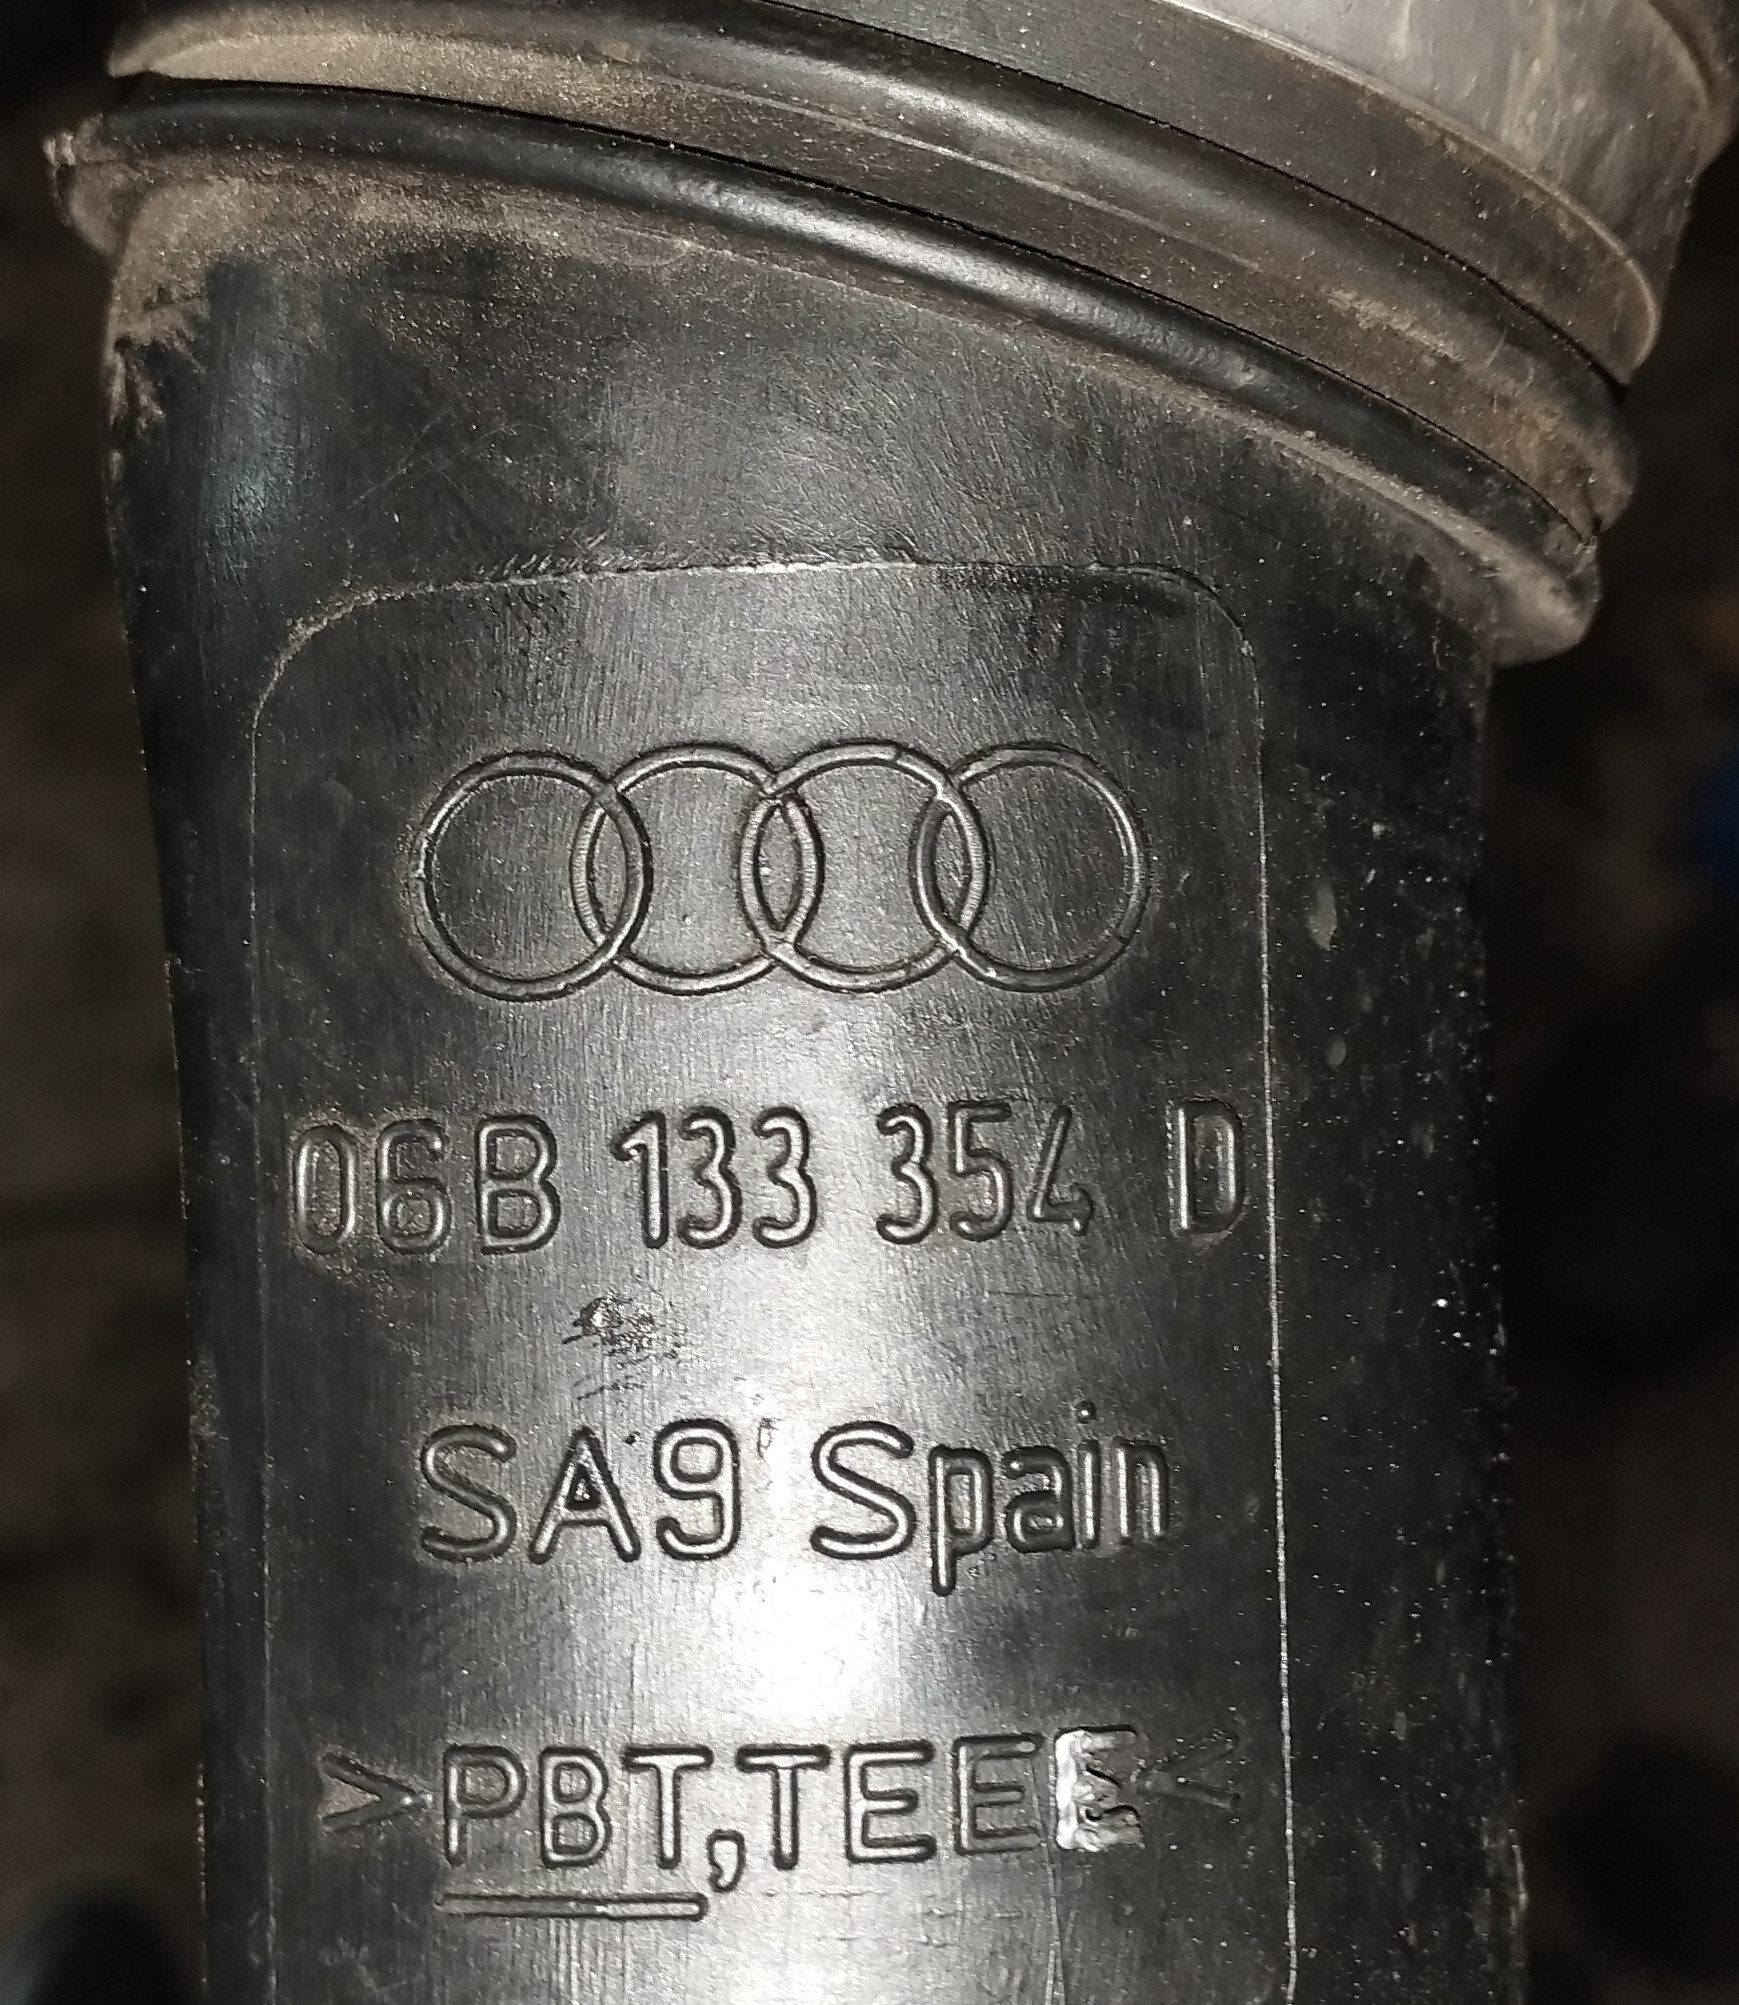 06B 133 354 D
SA9 Spain
>PBT,TEEE<